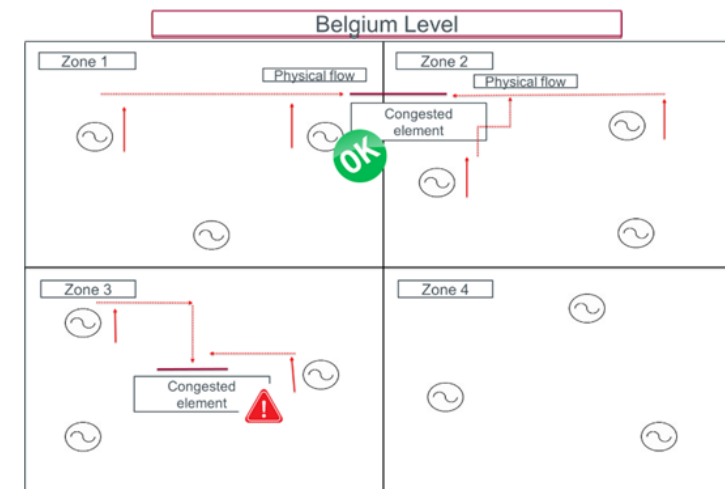 Belgium Level
Zone 1
Physical flow
Zone 2
Physical flow
Congested
element
OK
Zone 3
Congested
element
!
Zone 4